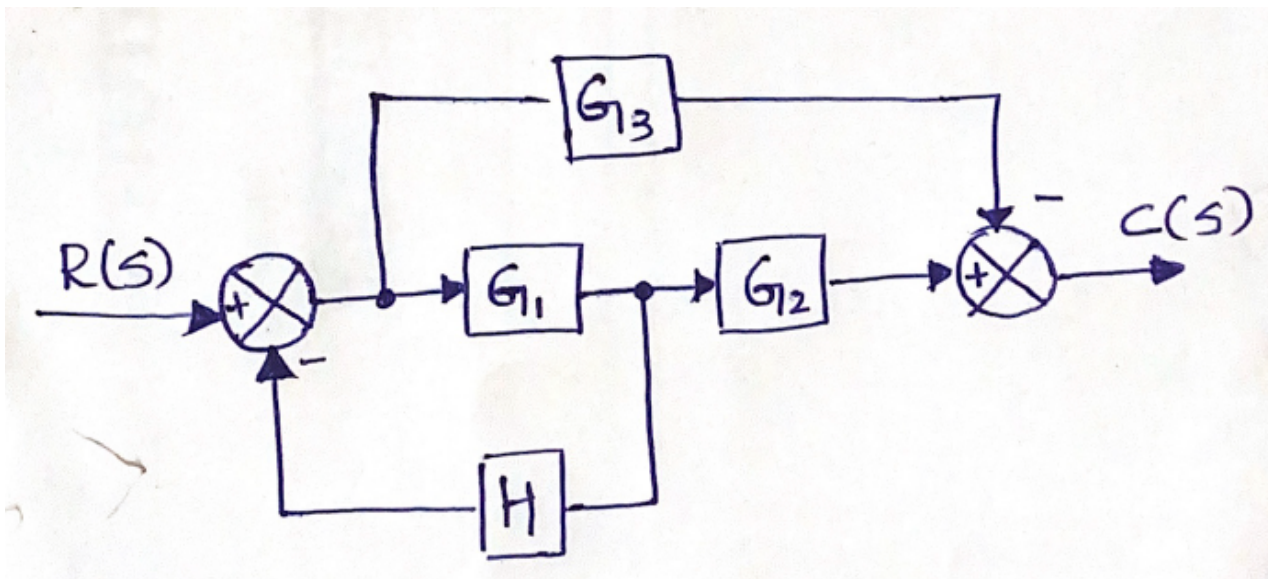 G3
-
R(s)
+
G1
G2
+
C(s)
-
H